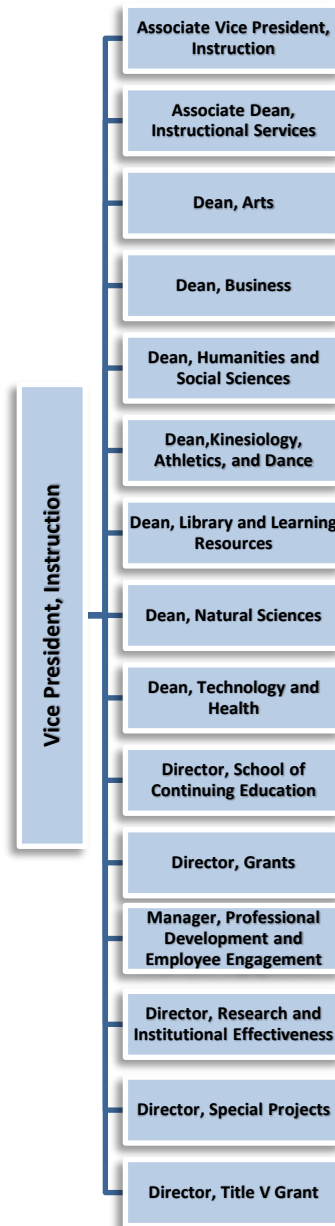 Vice President, Instruction
Associate Vice President,
Instruction
Associate Dean,
Instructional Services
Dean, Arts
Dean, Business
Dean, Humanities and
Social Sciences
Dean,Kinesiology,
Athletics, and Dance
Dean, Library and Learning
Resources
Dean, Natural Sciences
Dean, Technology and
Health
Director, School of
Continuing Education
Director, Grants
Manager, Professional
Development and
Employee Engagement
Director, Research and
Institutional Effectiveness
Director, Special Projects
Director, Title V Grant